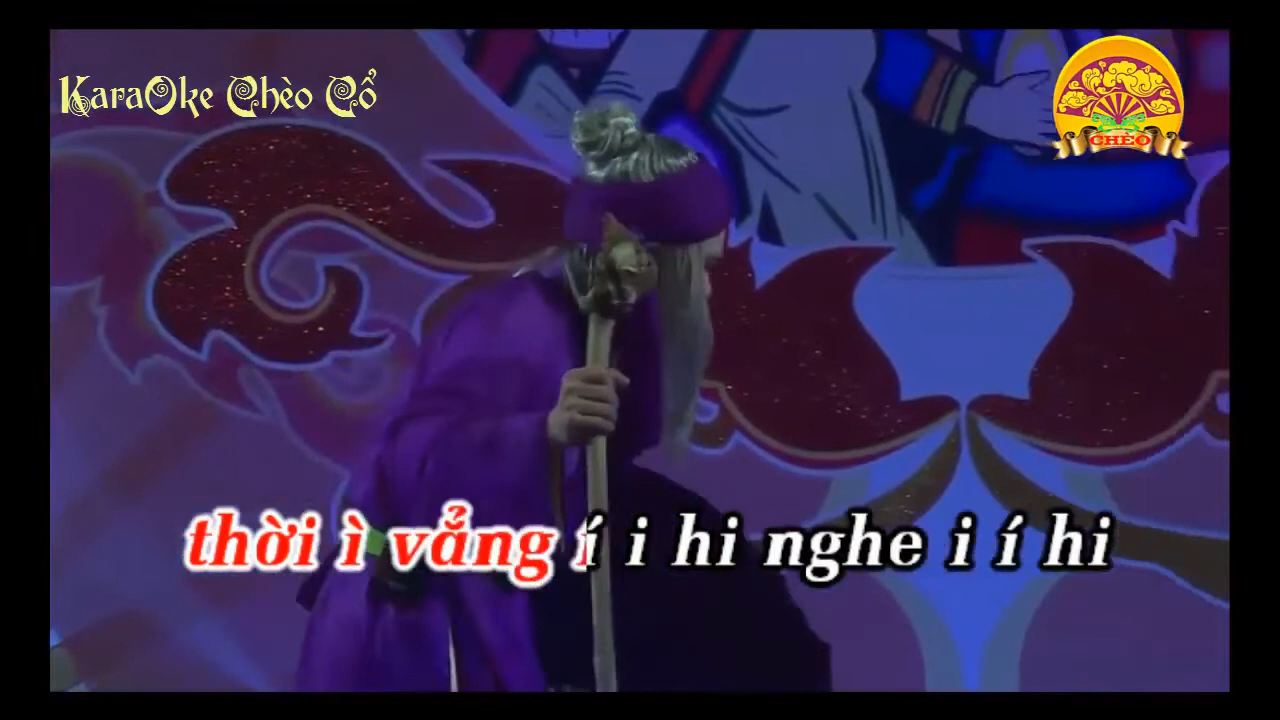 KaraOke Chèo Cổ
CHÈO
thời ì vẳng í i hi nghe i í hi